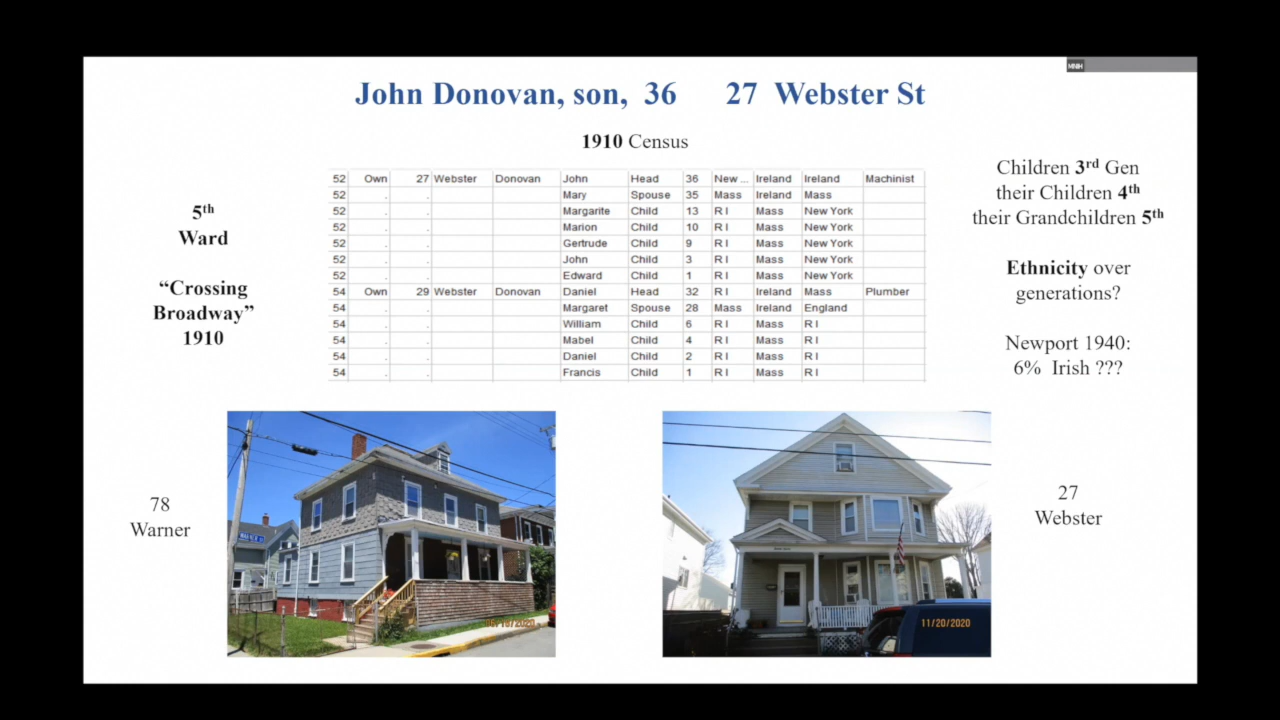 MNIH
John Donovan, son, 36 27 Webster St
1910 Census
52 Own 27 Webster Donovan John Head 36 New ... Ireland Ireland Machinist
52 . . Mary Spouse 35 Mass Ireland Mass
52 . . Margarite Child 13 R I Mass New York
52 . . Marion Child 10 R I Mass New York
52 . . Gertrude Child 9 R I Mass New York
52 . . John Child 3 R I Mass New York
52 . . Edward Child 1 R I Mass New York
54 Own 29 Webster Donovan Daniel Head 32 R I Ireland Mass Plumber
54 . . Margaret Spouse 28 Mass Ireland England
54 . . William Child 6 R I Mass R I
54 . . Mabel Child 4 R I Mass R I
54 . . Daniel Child 2 R I Mass R I
54 . . Francis Child 1 R I Mass R I
5th
Ward
“Crossing
Broadway”
1910
Children 3rd Gen
their Children 4th
their Grandchildren 5th
Ethnicity over
generations?
Newport 1940:
6% Irish ???
78
Warner
27
Webster
11/20/2020